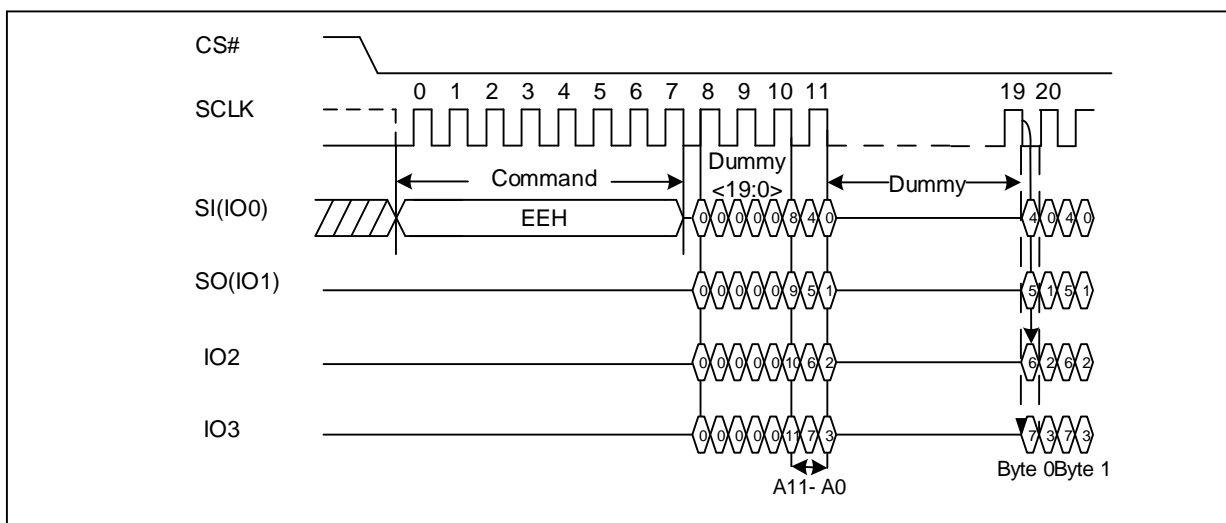 CS#
0 1 2 3 4 5 6 7 8 9 10 11 19 20
SCLK
Dummy
<19:0>
Command
Dummy
SI(IO0)
EEH
0 0 0 0 0 8 4 0 4 0 4 0
SO(IO1)
0 0 0 0 0 9 5 1 5 1 5 1
IO2
0 0 0 0 0 10 6 2 6 2 6 2
IO3
0 0 0 0 0 11 7 3 7 3 7 3
Byte 0Byte 1
A11- A0